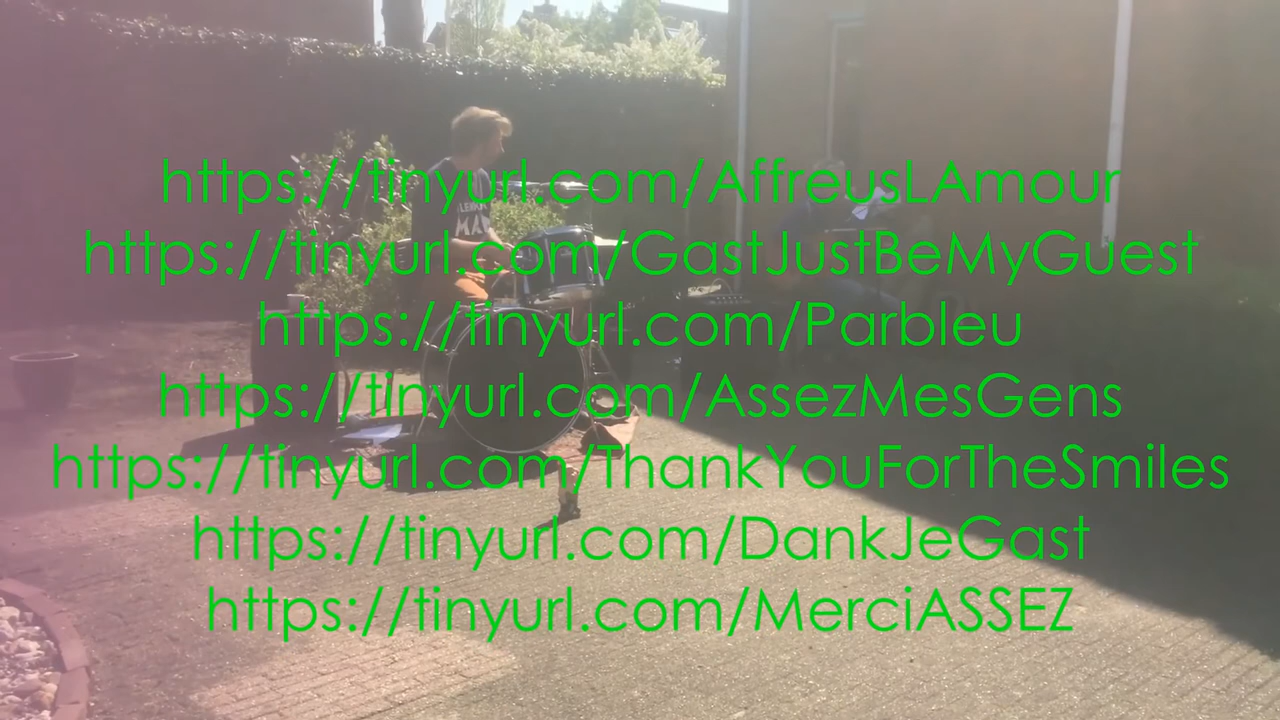 https://tinyurl.com/AffreusLAmour
https://tinyurl.com/GastJustBeMyGuest
https://tinyurl.com/Parbleu
https://tinyurl.com/AssezMesGens
https://tinyurl.com/ThankYouForTheSmiles
https://tinyurl.com/DankJeGast
https://tinyurl.com/MerciASSEZ